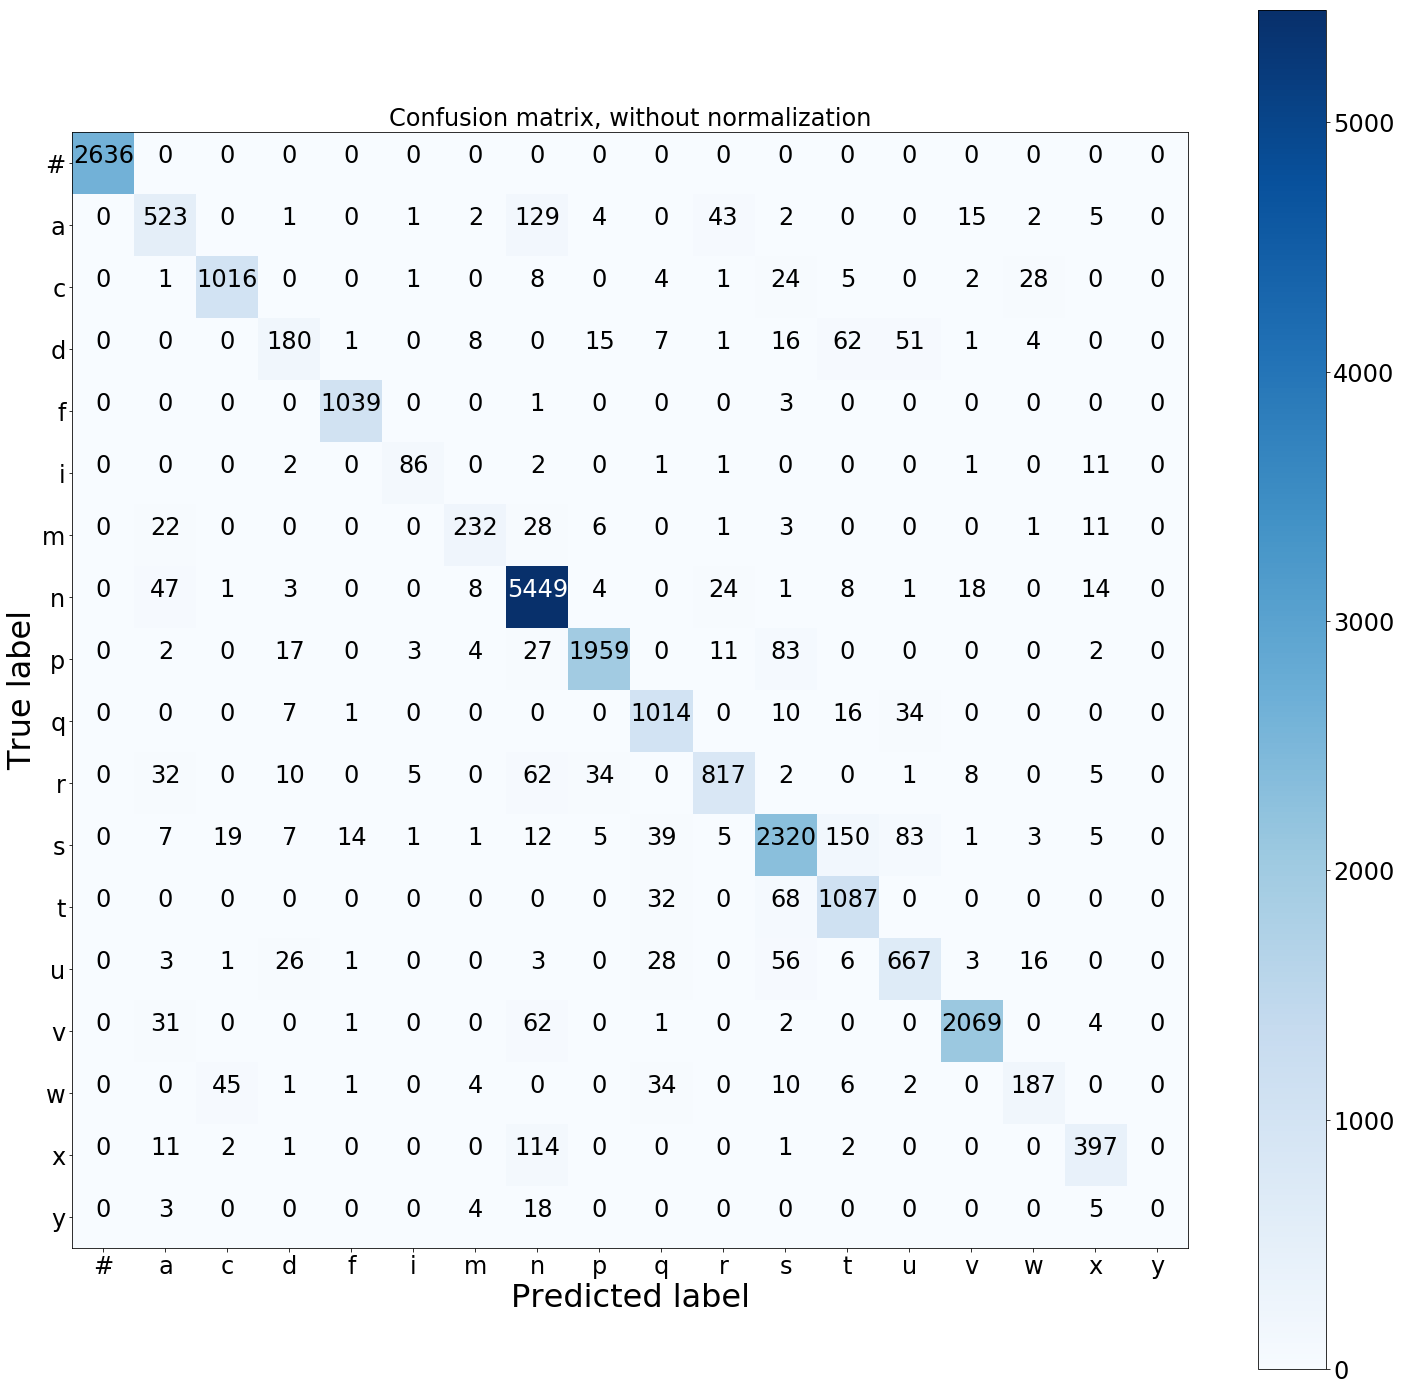 Confusion matrix, without normalization
# 2636 0 0 0 0 0 0 0 0 0 0 0 0 0 0 0 0 0
a 0 523 0 1 0 1 2 129 4 0 43 2 0 0 15 2 5 0
c 0 1 1016 0 0 1 0 8 0 4 1 24 5 0 2 28 0 0
d 0 0 0 180 1 0 8 0 15 7 1 16 62 51 1 4 0 0
f 0 0 0 0 1039 0 0 1 0 0 0 3 0 0 0 0 0 0
i 0 0 0 2 0 86 0 2 0 1 1 0 0 0 1 0 11 0
m 0 22 0 0 0 0 232 28 6 0 1 3 0 0 0 1 11 0
n 0 47 1 3 0 0 8 5449 4 0 24 1 8 1 18 0 14 0
p 0 2 0 17 0 3 4 27 1959 0 11 83 0 0 0 0 2 0
q 0 0 0 7 1 0 0 0 0 1014 0 10 16 34 0 0 0 0
r 0 32 0 10 0 5 0 62 34 0 817 2 0 1 8 0 5 0
s 0 7 19 7 14 1 1 12 5 39 5 2320 150 83 1 3 5 0
t 0 0 0 0 0 0 0 0 0 32 0 68 1087 0 0 0 0 0
u 0 3 1 26 1 0 0 3 0 28 0 56 6 667 3 16 0 0
v 0 31 0 0 1 0 0 62 0 1 2 0 0 2069 0 4 0
w 0 0 45 1 1 0 4 0 0 34 0 10 6 2 0 187 0 0
x 0 11 2 1 0 0 0 114 0 0 0 1 2 0 0 0 397 0
y 0 3 0 0 0 0 4 18 0 0 0 0 0 0 0 0 5 0
# a c d f i m n p q r s t u v w x y
Predicted label
True label
5000
4000
3000
2000
1000
0